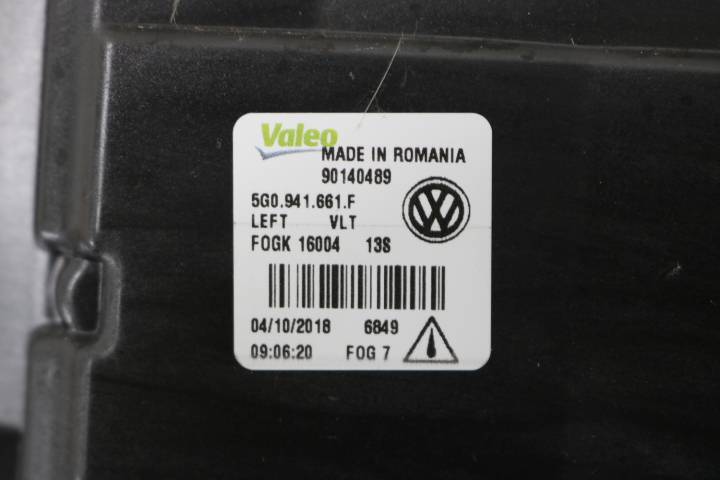 Valeo
MADE IN ROMANIA
90140489
5G0.941.661.F
LEFT VLT
FOGK 16004 13S
04/10/2018 6849
09:06:20 FOG 7